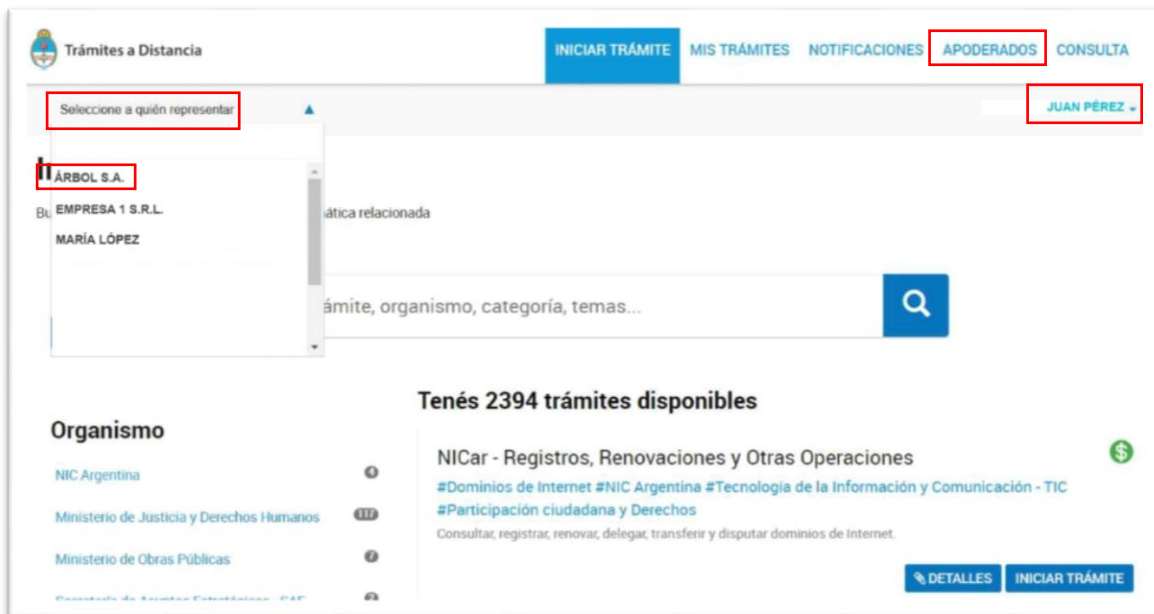 Trámites a Distancia
INICIAR TRÁMITE MIS TRÁMITES NOTIFICACIONES APODERADOS CONSULTA
Seleccione a quién representar
JUAN PÉREZ
ÁRBOL S.A.
Bu
EMPRESA 1 S.R.L.
ática relacionada
MARÍA LÓPEZ
ámite, organismo, categoría, temas...
Tenés 2394 trámites disponibles
Organismo
NIC Argentina
Ministerio de Justicia y Derechos Humanos 117
Ministerio de Obras Públicas
NICar - Registros, Renovaciones y Otras Operaciones
#Dominios de Internet #NIC Argentina #Tecnología de la Información y Comunicación - TIC
#Participación ciudadana y Derechos
Consultar, registrar, renovar, delegar, transferir y disputar dominios de Internet.
DETALLES INICIAR TRÁMITE